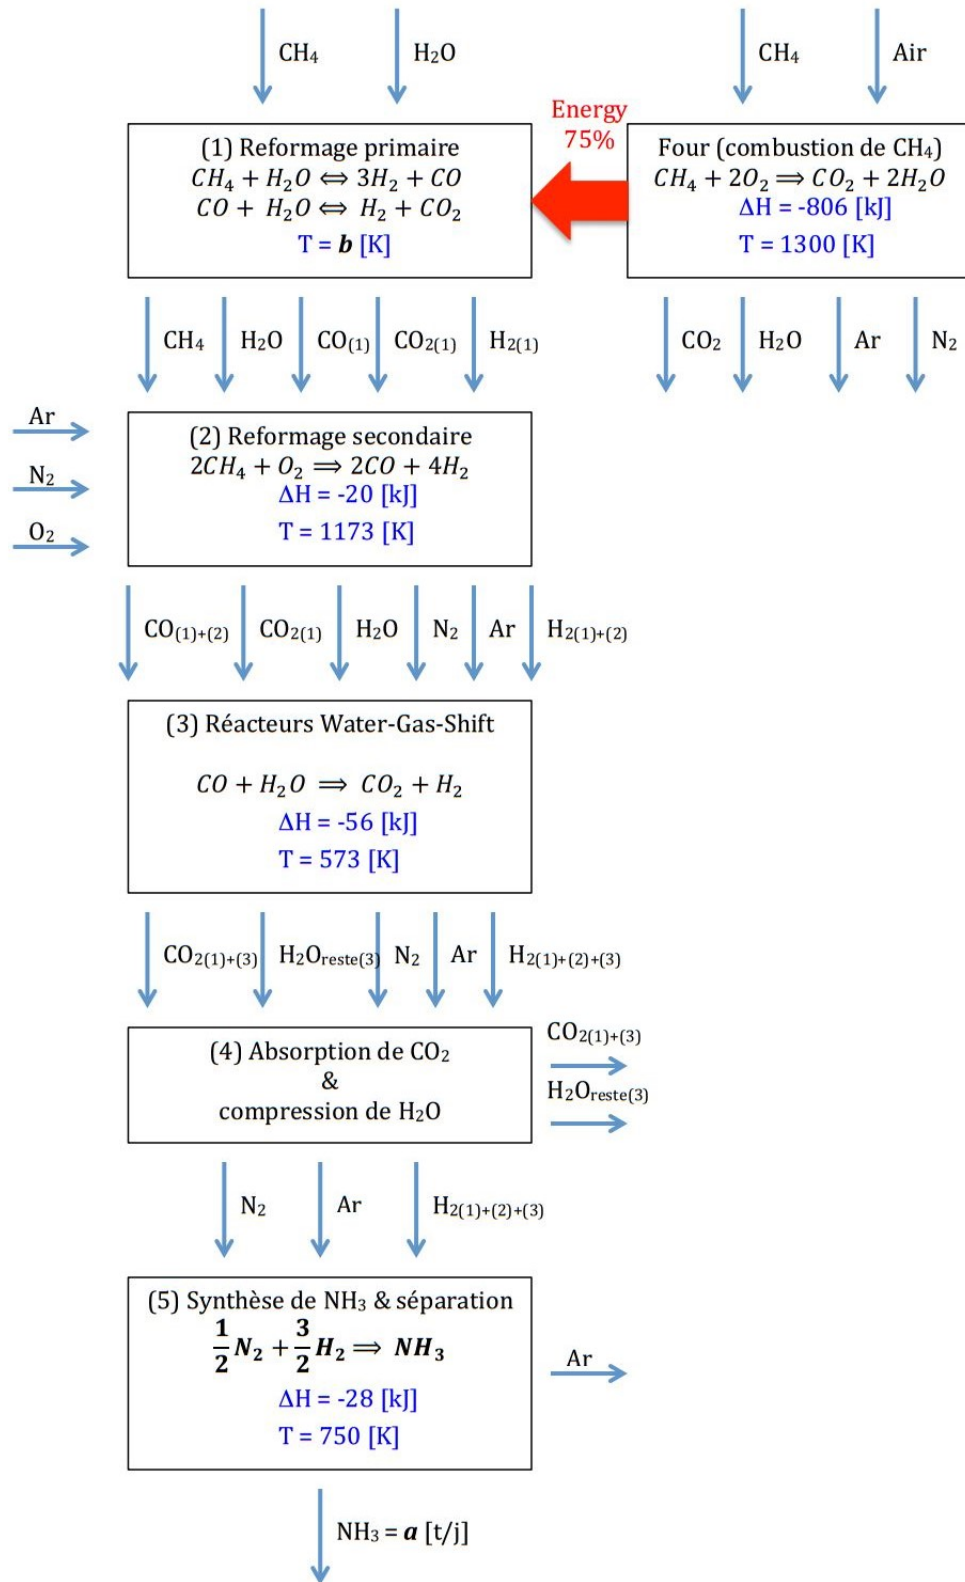 CH₄
H₂O
CH₄
Air
Energy
75%
(1) Reformage primaire
CH₄ + H₂O ⇔ 3H₂ + CO
CO + H₂O ⇔ H₂ + CO₂
T = b [K]
Four (combustion de CH₄)
CH₄ + 2O₂ ⟹ CO₂ + 2H₂O
ΔH = -806 [kJ]
T = 1300 [K]
CH₄
H₂O
CO₍₁₎
CO₂₍₁₎
H₂₍₁₎
CO₂
H₂O
Ar
N₂
Ar
N₂
O₂
(2) Reformage secondaire
2CH₄ + O₂ ⟹ 2CO + 4H₂
ΔH = -20 [kJ]
T = 1173 [K]
CO₍₁₎₊₍₂₎
CO₂₍₁₎
H₂O
N₂
Ar
H₂₍₁₎₊₍₂₎
(3) Réacteurs Water-Gas-Shift
CO + H₂O ⟹ CO₂ + H₂
ΔH = -56 [kJ]
T = 573 [K]
CO₂₍₁₎₊₍₃₎
H₂Oreste(3)
N₂
Ar
H₂₍₁₎₊₍₂₎₊₍₃₎
(4) Absorption de CO₂
&
compression de H₂O
CO₂₍₁₎₊₍₃₎
H₂Oreste(3)
N₂
Ar
H₂₍₁₎₊₍₂₎₊₍₃₎
(5) Synthèse de NH₃ & séparation
1/2 N₂ + 3/2 H₂ ⟹ NH₃
ΔH = -28 [kJ]
T = 750 [K]
Ar
NH₃ = a [t/j]